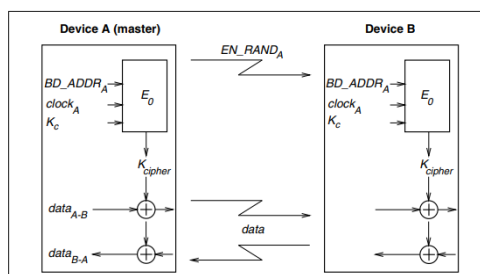 Device A (master)
Device B
EN_RAND_A
BD_ADDR_A
clock_A
K_c
E_0
K_cipher
data_A-B
data_B-A
data
BD_ADDR_A
clock_A
K_c
E_0
K_cipher